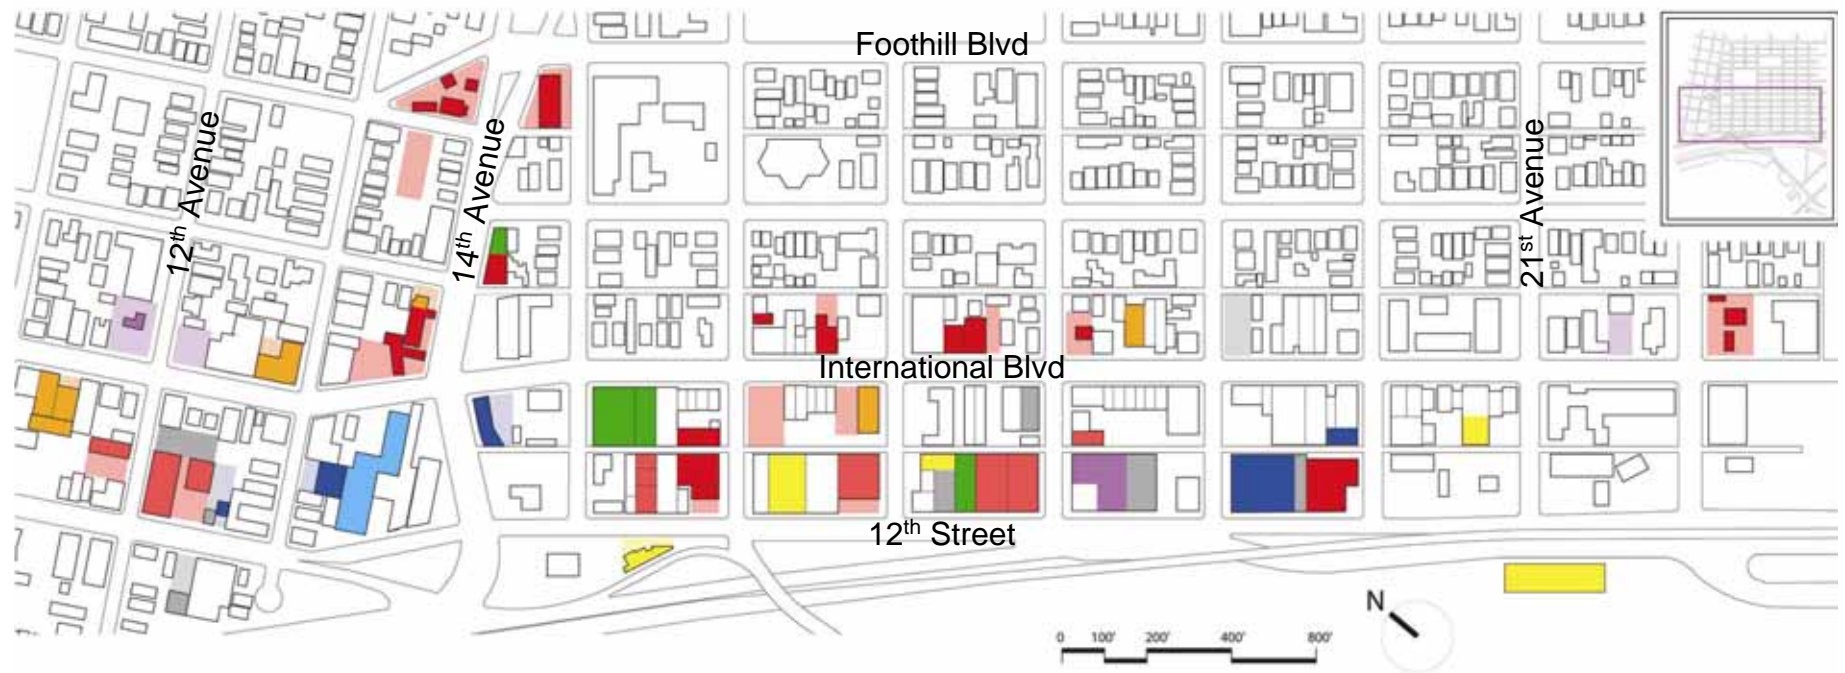 Foothill Blvd
12th Avenue
14th Avenue
21st Avenue
International Blvd
12th Street
N
0 100' 200' 400' 800'